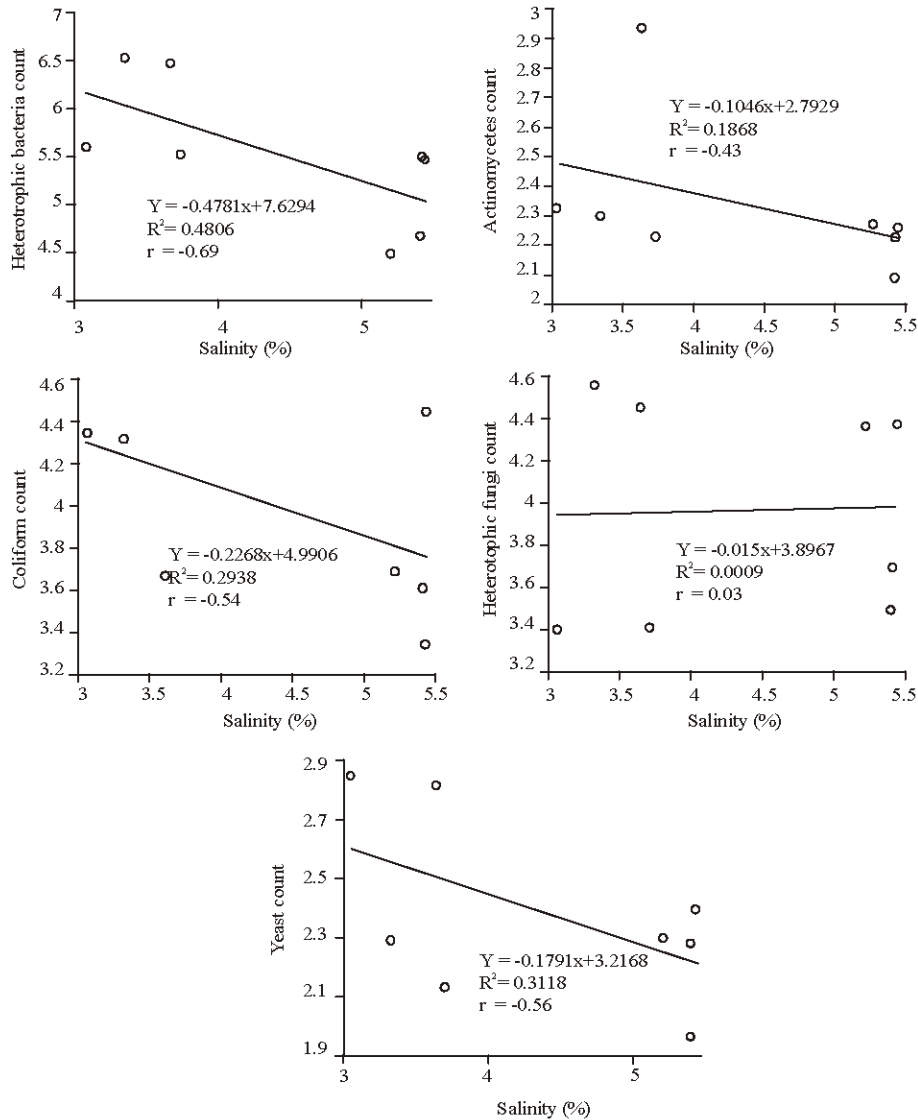 7
6.5
6
5.5
5
4.5
4
Heterotrophic bacteria count
Y = -0.4781x+7.6294
R²= 0.4806
r = -0.69
3 4 5
Salinity (%)
3
2.9
2.8
2.7
2.6
2.5
2.4
2.3
2.2
2.1
2
Actinomycetes count
Y = -0.1046x+2.7929
R²= 0.1868
r = -0.43
3 3.5 4 4.5 5 5.5
Salinity (%)
4.6
4.4
4.2
4
3.8
3.6
3.4
3.2
Coliform count
Y = -0.2268x+4.9906
R²= 0.2938
r = -0.54
3 3.5 4 4.5 5 5.5
Salinity (%)
4.6
4.4
4.2
4
3.8
3.6
3.4
3.2
Heterotophic fungi count
Y = -0.015x+3.8967
R²= 0.0009
r = 0.03
3 3.5 4 4.5 5 5.5
Salinity (%)
2.9
2.7
2.5
2.3
2.1
1.9
Yeast count
Y = -0.1791x+3.2168
R²= 0.3118
r = -0.56
3 4 5
Salinity (%)